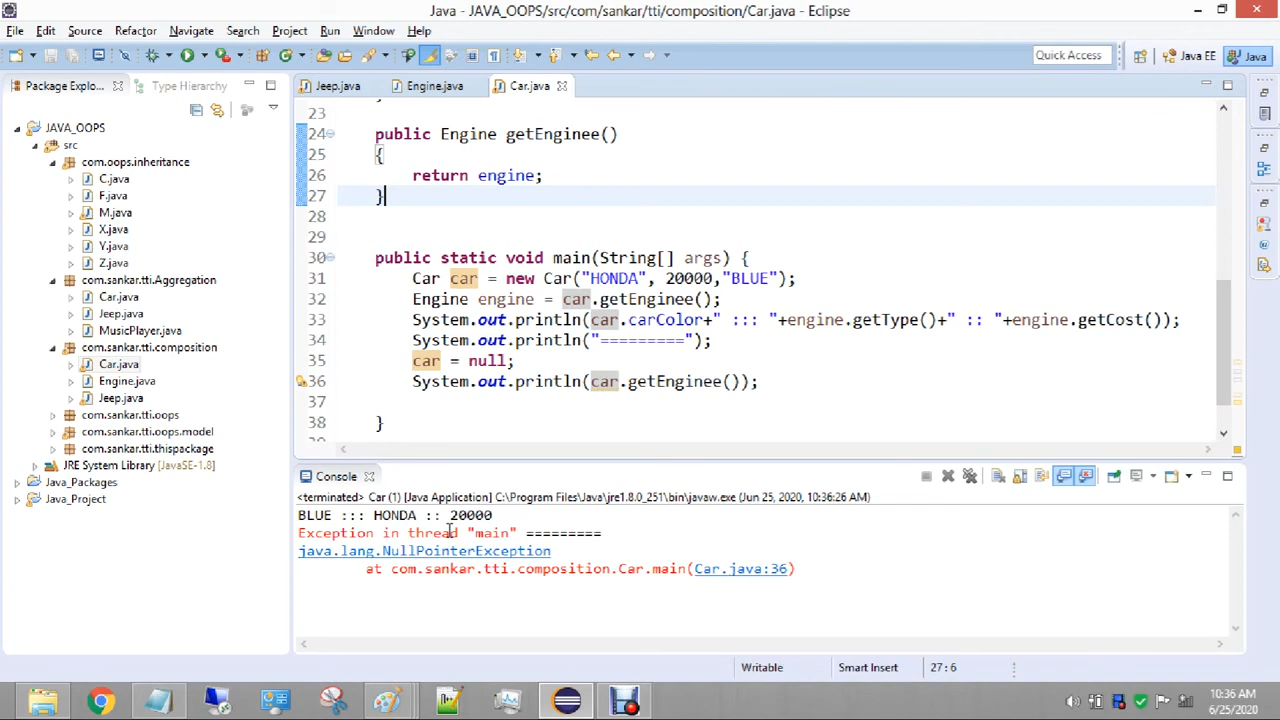 Java - JAVA_OOPS/src/com/sankar/tti/composition/Car.java - Eclipse
File Edit Source Refactor Navigate Search Project Run Window Help
Quick Access Java EE Java
Package Explo... Type Hierarchy
Jeep.java Engine.java Car.java
JAVA_OOPS
src
com.oops.inheritance
C.java
F.java
M.java
X.java
Y.java
Z.java
com.sankar.tti.Aggregation
Car.java
Jeep.java
MusicPlayer.java
com.sankar.tti.composition
Car.java
Engine.java
Jeep.java
com.sankar.tti.oops
com.sankar.tti.oops.model
com.sankar.tti.thispackage
JRE System Library [JavaSE-1.8]
Java_Packages
Java_Project
23
24 public Engine getEnginee()
25 {
26 return engine;
27 }
28
29
30 public static void main(String[] args) {
31 Car car = new Car("HONDA", 20000,"BLUE");
32 Engine engine = car.getEnginee();
33 System.out.println(car.carColor+" ::: "+engine.getType()+" :: "+engine.getCost());
34 System.out.println("=========");
35 car = null;
36 System.out.println(car.getEnginee());
37
38 }
Console
<terminated> Car (1) [Java Application] C:\Program Files\Java\jre1.8.0_251\bin\javaw.exe (Jun 25, 2020, 10:36:26 AM)
BLUE ::: HONDA :: 20000
Exception in thread "main" =========
java.lang.NullPointerException
at com.sankar.tti.composition.Car.main(Car.java:36)
Writable Smart Insert 27 : 6
10:36 AM
6/25/2020